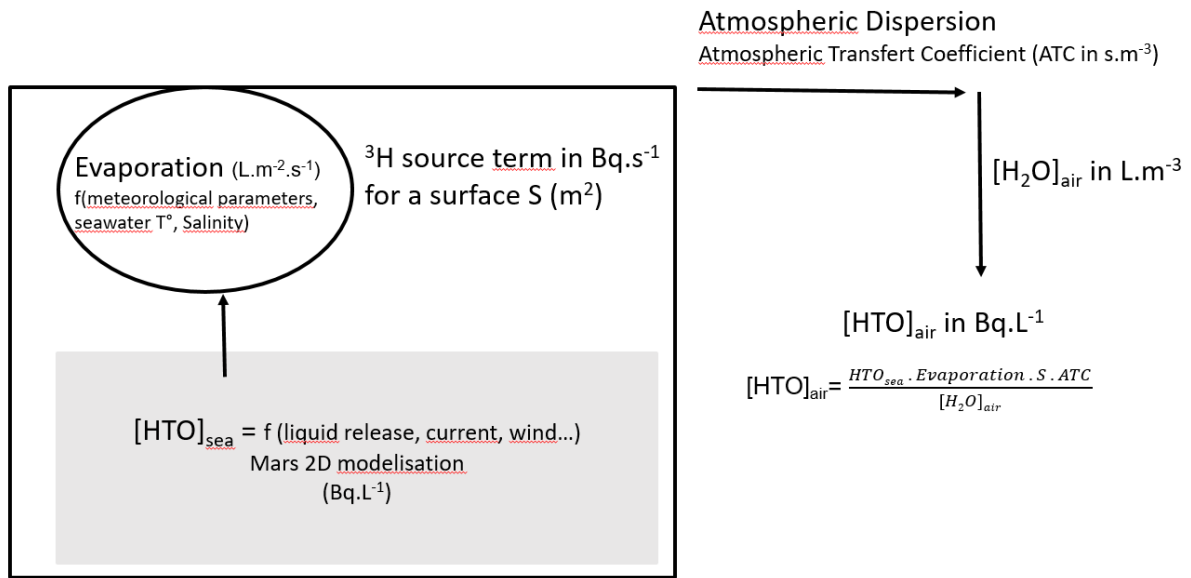 Atmospheric Dispersion
Atmospheric Transfert Coefficient (ATC in s.m⁻³)
Evaporation (L.m⁻².s⁻¹)
f(meteorological parameters,
seawater T°, Salinity)
³H source term in Bq.s⁻¹
for a surface S (m²)
[H₂O]air in L.m⁻³
[HTO]air in Bq.L⁻¹
[HTO]air= HTOsea . Evaporation . S . ATC
[H₂O]air
[HTO]sea = f (liquid release, current, wind...)
Mars 2D modelisation
(Bq.L⁻¹)